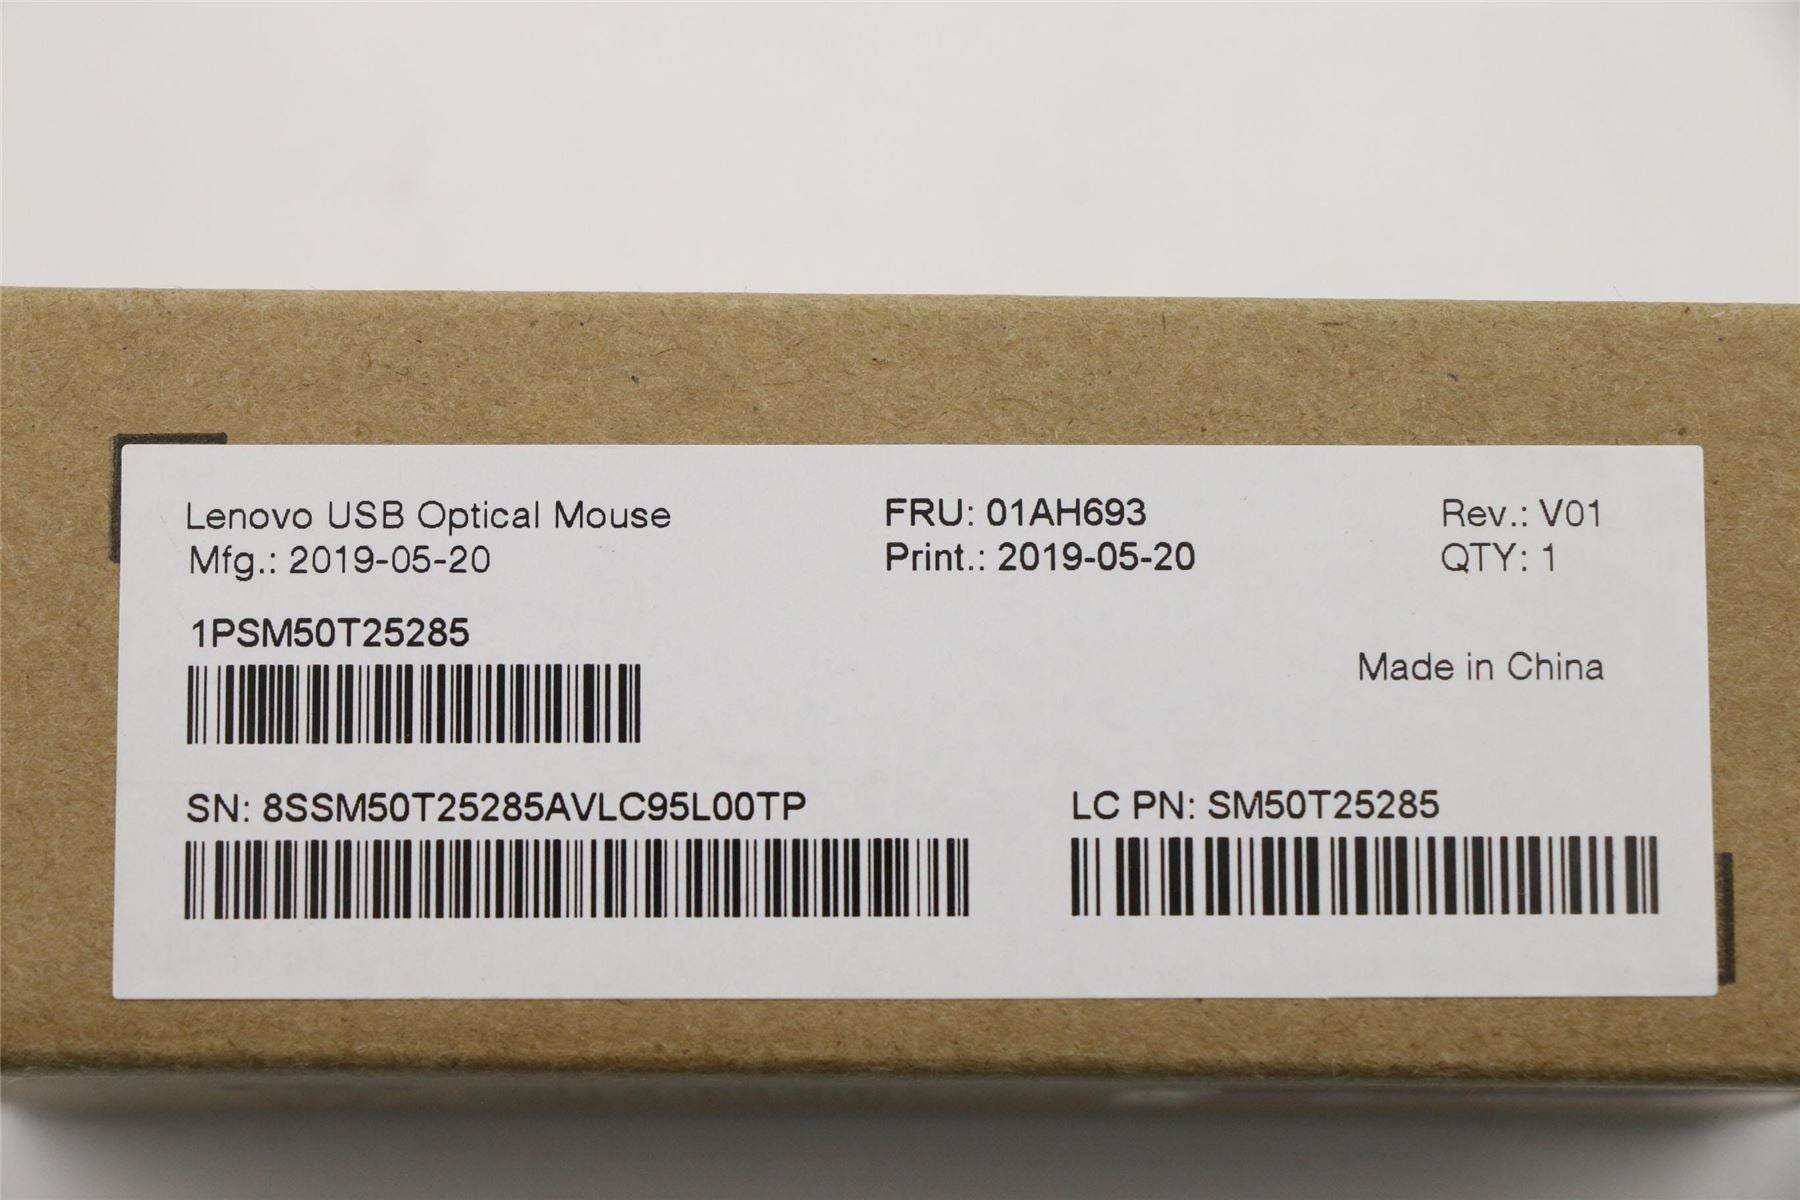 Lenovo USB Optical Mouse
FRU: 01AH693
Rev.: V01
Mfg.: 2019-05-20
Print.: 2019-05-20
QTY: 1
1PSM50T25285
Made in China
SN: 8SSM50T25285AVLC95L00TP
LC PN: SM50T25285